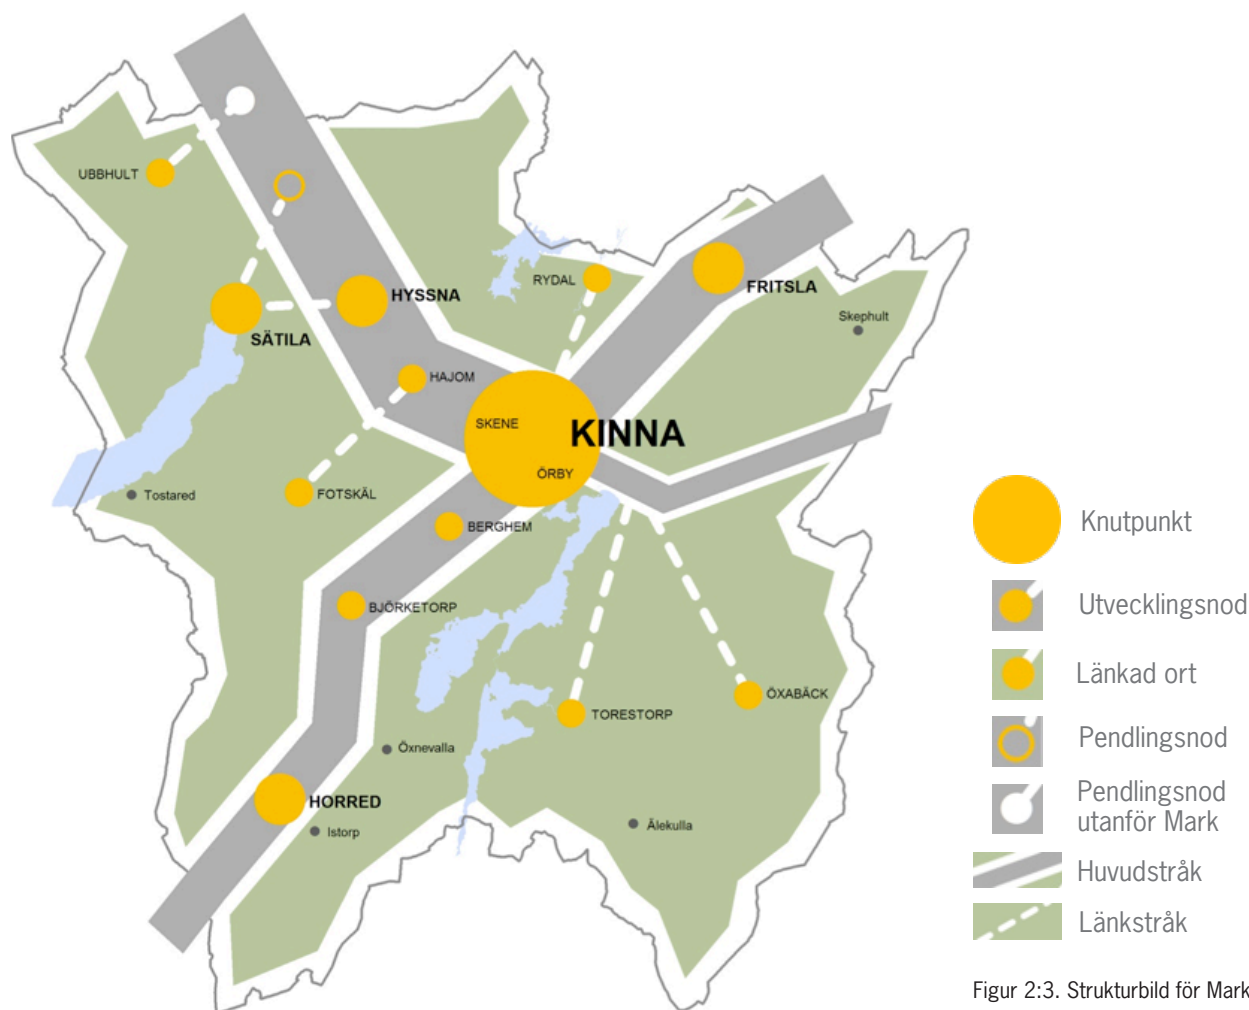 UBBHULT
RYDAL
FRITSLA
HYSSNA
Skephult
SÄTILA
HAJOM
SKENE
KINNA
ÖRBY
Tostared
FOTSKÄL
BERGHEM
BJÖRKETORP
ÖXABÄCK
TORESTORP
Öxnevalla
HORRED
Istorp
Älekulla
Knutpunkt
Utvecklingsnod
Länkad ort
Pendlingsnod
Pendlingsnod
utanför Mark
Huvudstråk
Länkstråk
Figur 2:3. Strukturbild för Mark